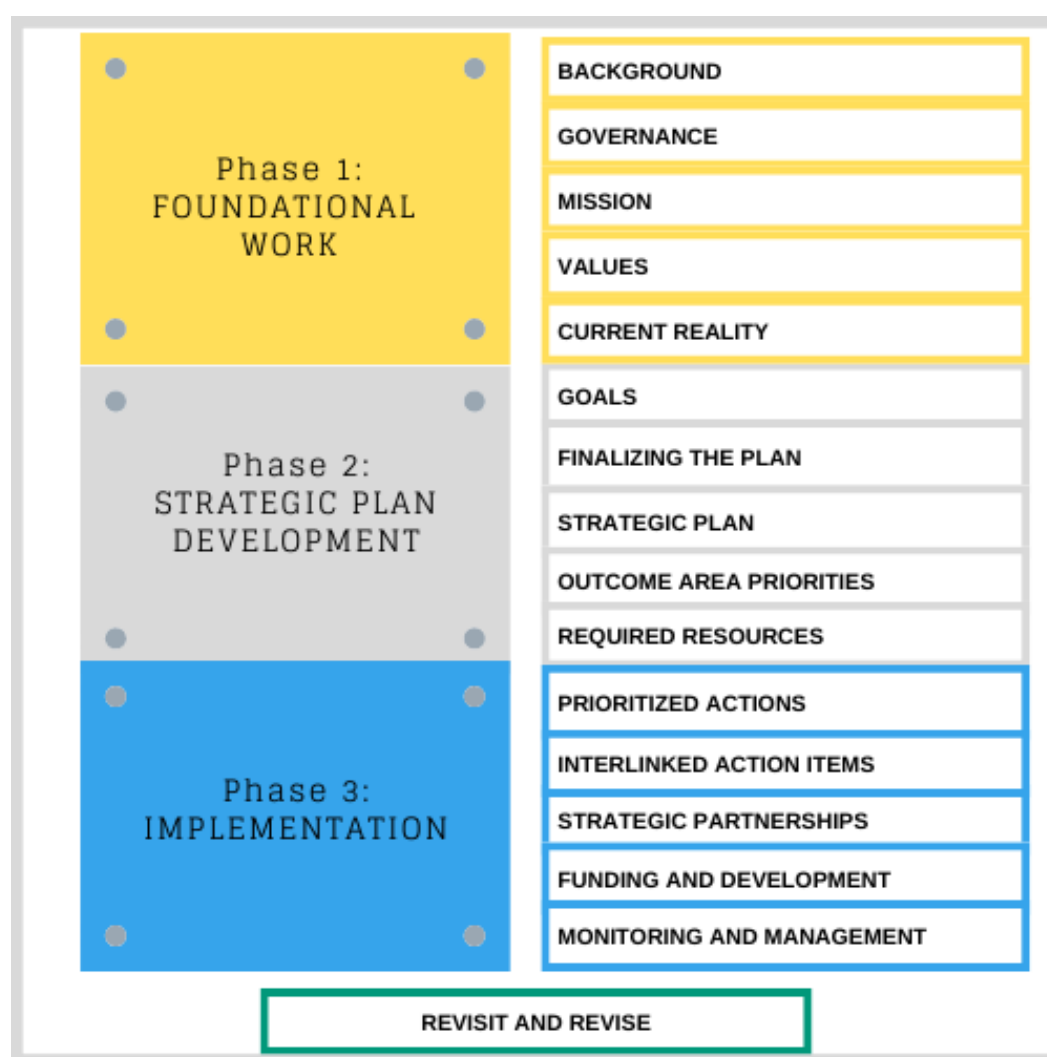 Phase 1:
FOUNDATIONAL
WORK
BACKGROUND
GOVERNANCE
MISSION
VALUES
CURRENT REALITY
Phase 2:
STRATEGIC PLAN
DEVELOPMENT
GOALS
FINALIZING THE PLAN
STRATEGIC PLAN
OUTCOME AREA PRIORITIES
REQUIRED RESOURCES
Phase 3:
IMPLEMENTATION
PRIORITIZED ACTIONS
INTERLINKED ACTION ITEMS
STRATEGIC PARTNERSHIPS
FUNDING AND DEVELOPMENT
MONITORING AND MANAGEMENT
REVISIT AND REVISE